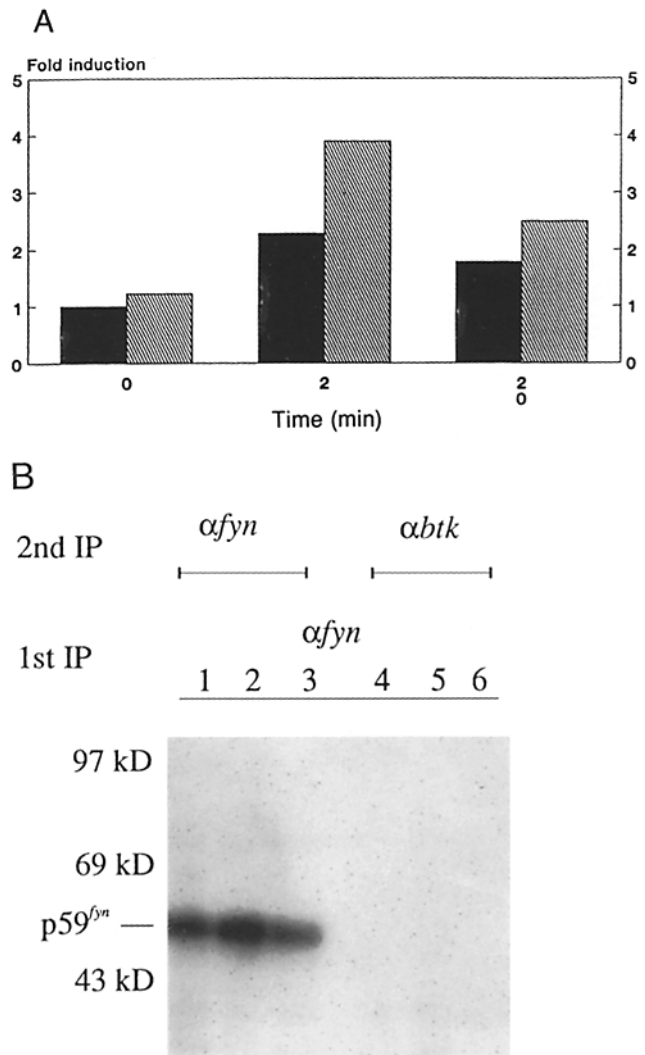 A
Fold induction
5 5
4 4
3 3
2 2
1 1
0 0
0 2 20
Time (min)
B
2nd IP αfyn αbtk
αfyn
1st IP
1 2 3 4 5 6
97 kD
69 kD
p59fyn
43 kD